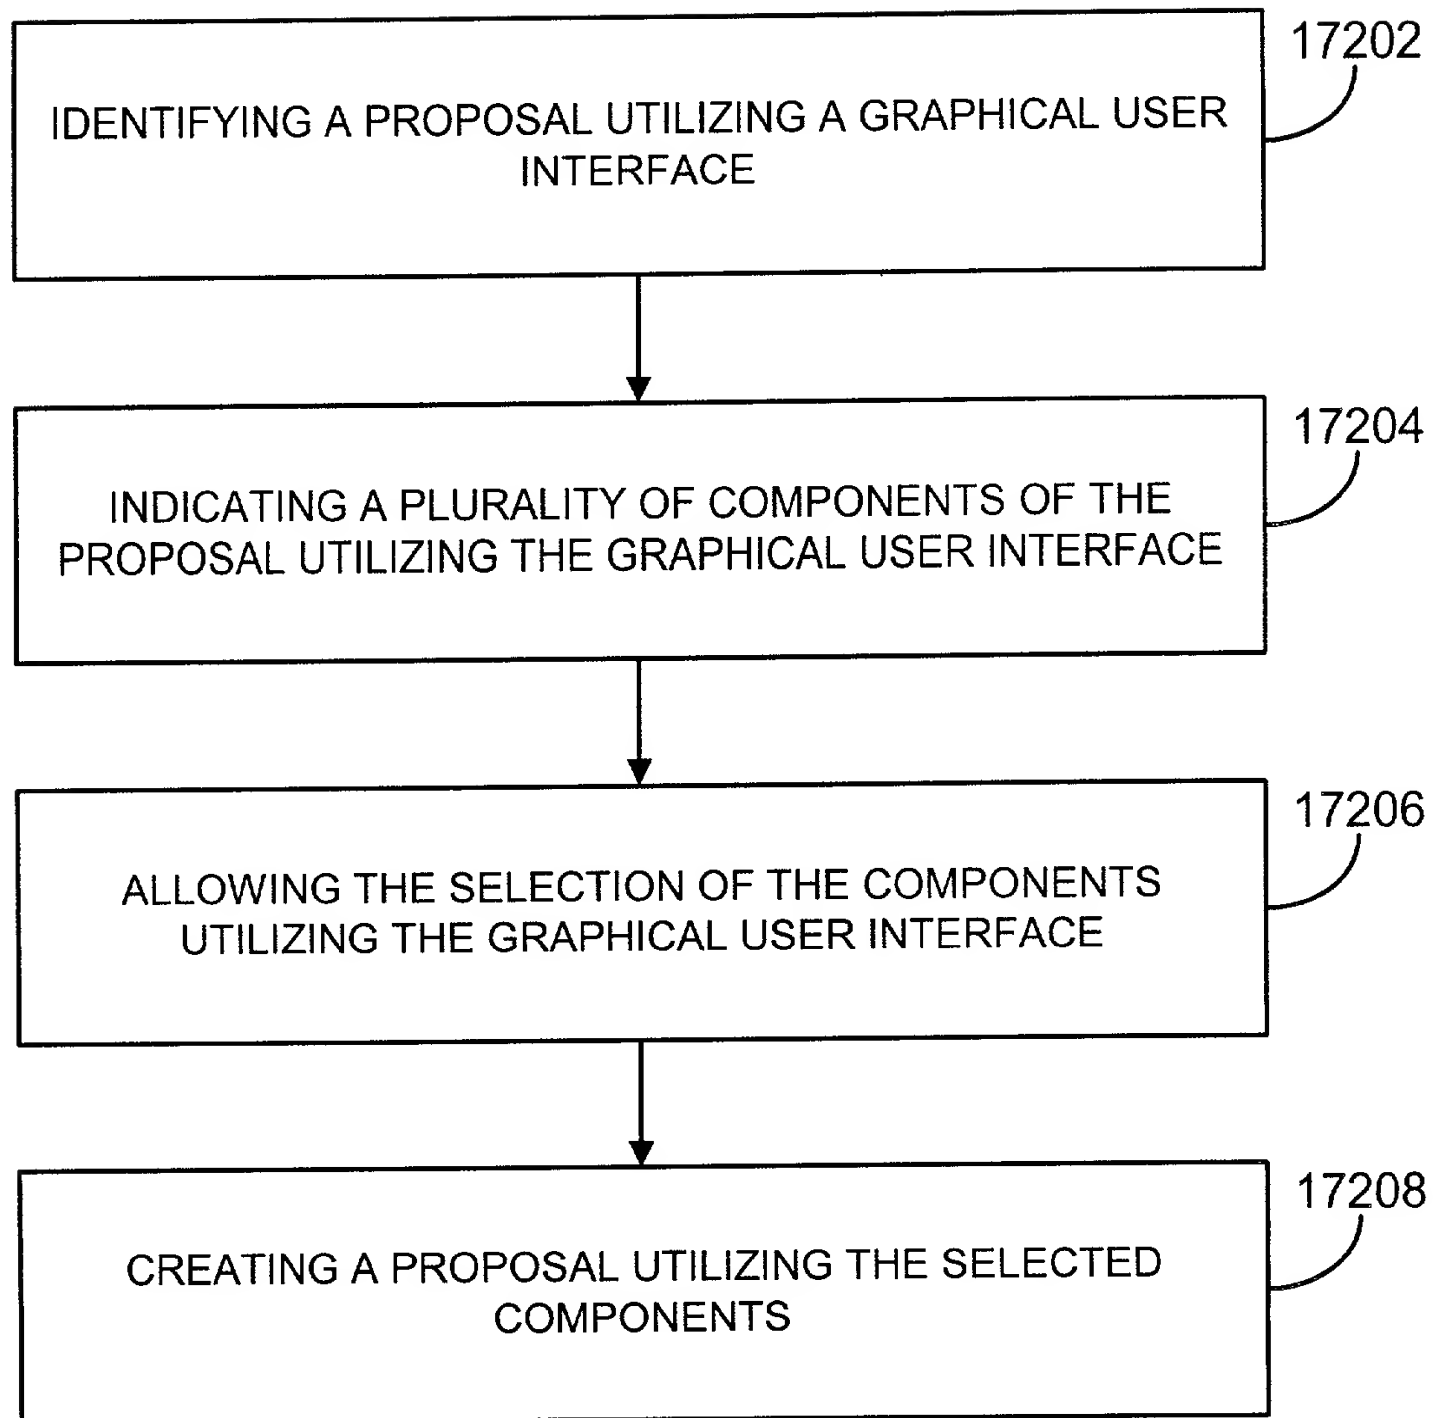 17202
IDENTIFYING A PROPOSAL UTILIZING A GRAPHICAL USER
INTERFACE
17204
INDICATING A PLURALITY OF COMPONENTS OF THE
PROPOSAL UTILIZING THE GRAPHICAL USER INTERFACE
17206
ALLOWING THE SELECTION OF THE COMPONENTS
UTILIZING THE GRAPHICAL USER INTERFACE
17208
CREATING A PROPOSAL UTILIZING THE SELECTED
COMPONENTS